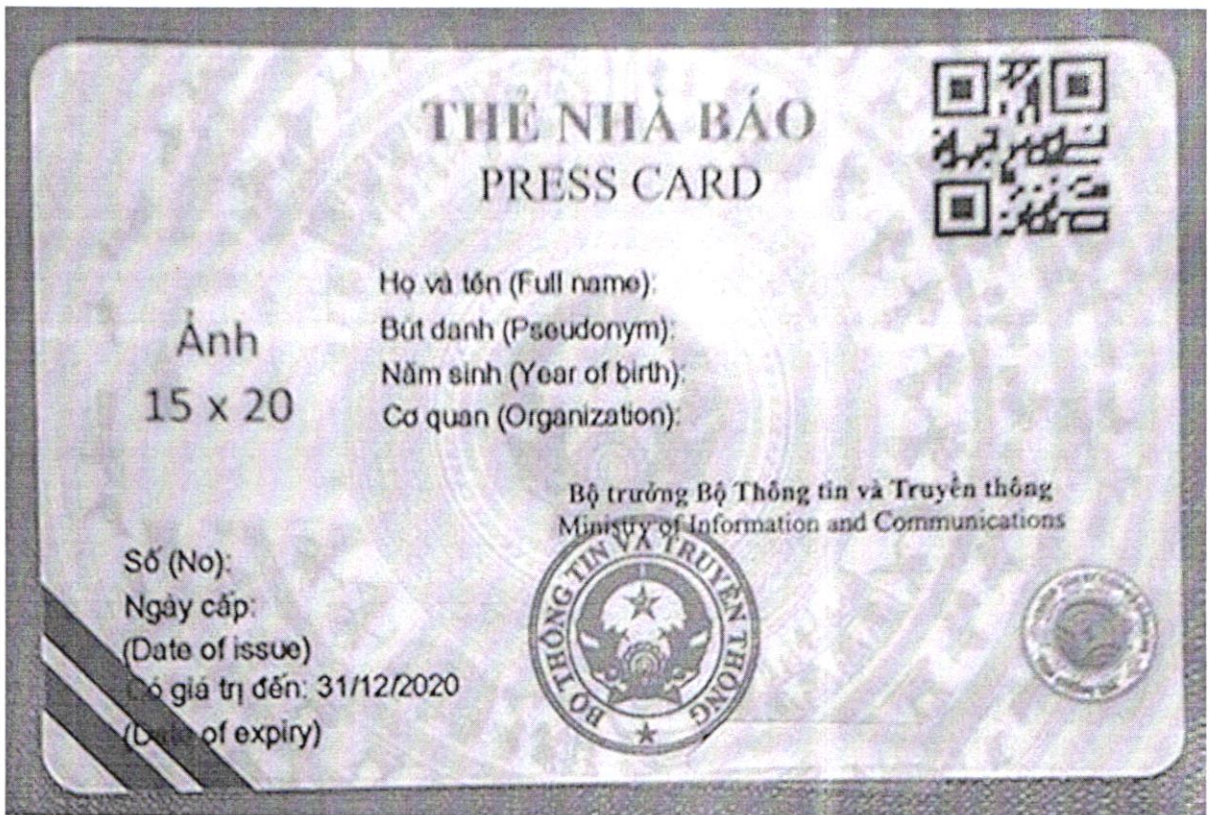 THẺ NHÀ BÁO
PRESS CARD
Họ và tên (Full name):
Bút danh (Pseudonym):
Năm sinh (Year of birth):
Cơ quan (Organization):
Ảnh
15 x 20
Bộ trưởng Bộ Thông tin và Truyền thông
Ministry of Information and Communications
BỘ THÔNG TIN VÀ TRUYỀN THÔNG
Số (No):
Ngày cấp:
(Date of issue)
Có giá trị đến: 31/12/2020
(Date of expiry)